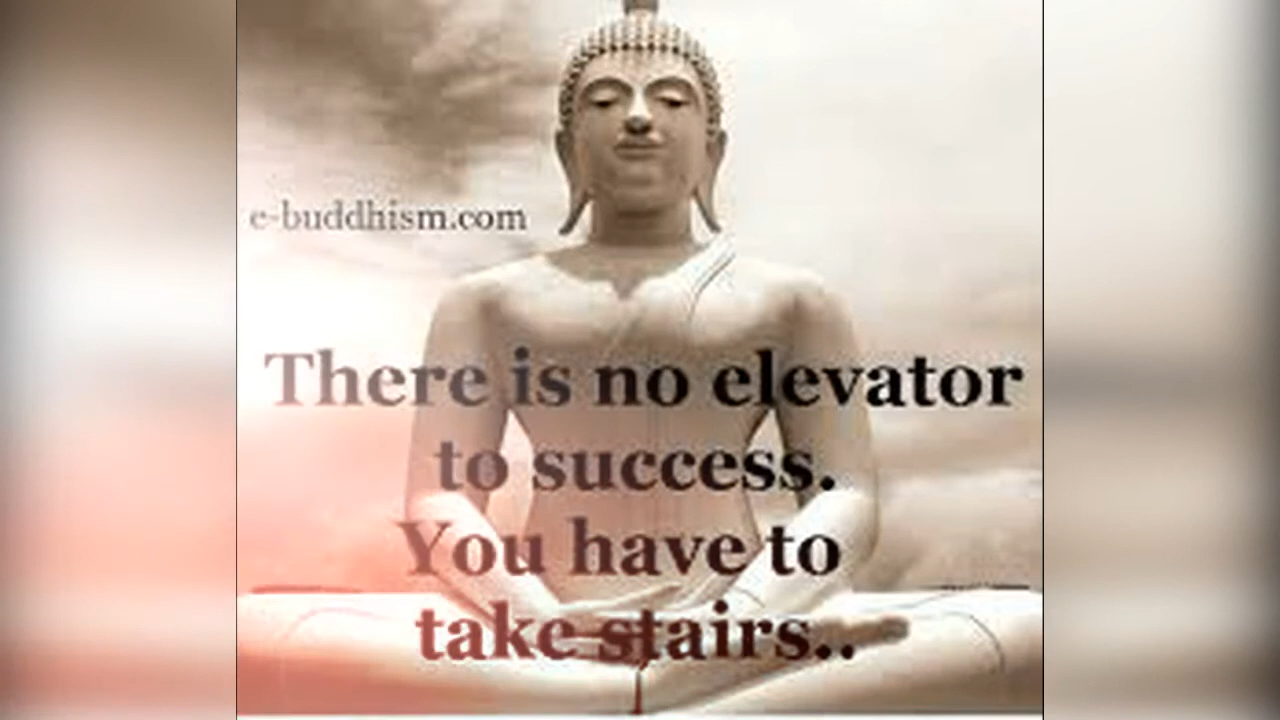 e-buddhism.com
There is no elevator
to success.
You have to
take stairs..